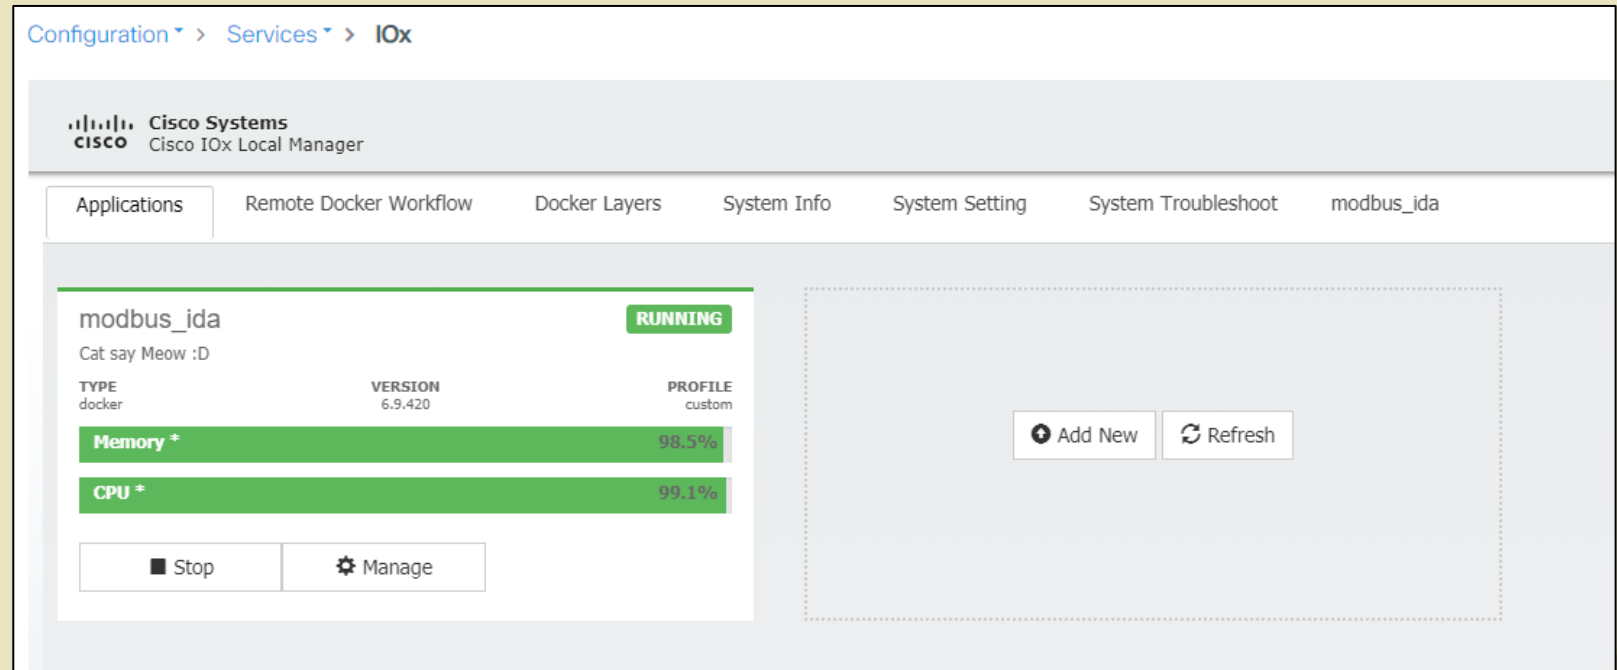 Configuration > Services > IOx
CISCO
Cisco Systems
Cisco IOx Local Manager
Applications Remote Docker Workflow Docker Layers System Info System Setting System Troubleshoot modbus_ida
modbus_ida RUNNING
Cat say Meow :D
TYPE VERSION PROFILE
docker 6.9.420 custom
Memory * 98.5%
CPU * 99.1%
Stop Manage
Add New Refresh